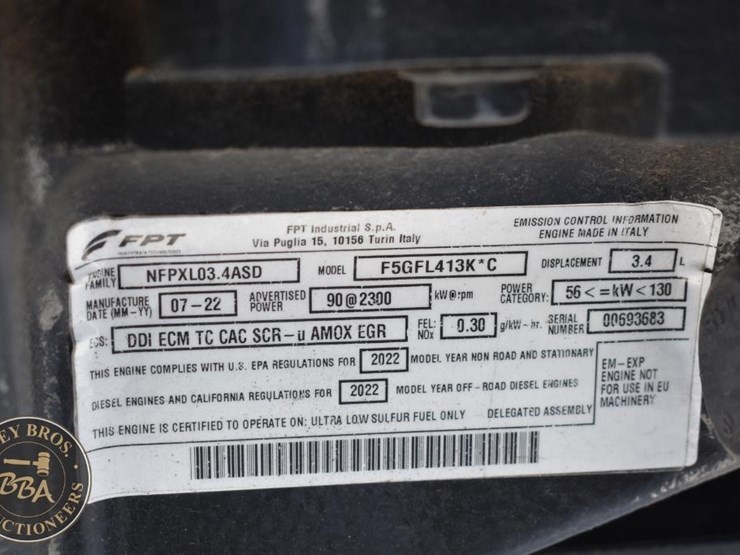 FPT
FPT Industrial S.p.A.
Via Puglia 15, 10156 Turin Italy
EMISSION CONTROL INFORMATION
ENGINE MADE IN ITALY
ENGINE FAMILY NFPXL03.4ASD MODEL F5GFL413K*C DISPLACEMENT 3.4 L
MANUFACTURE DATE (MM-YY) 07-22 ADVERTISED POWER 90@2300 kW@rpm POWER CATEGORY: 56<=kW<130
ECS: DDI ECM TC CAC SCR-u AMOX EGR FEL: NOx 0.30 g/kW-hr. SERIAL NUMBER 00693683
THIS ENGINE COMPLIES WITH U.S. EPA REGULATIONS FOR 2022 MODEL YEAR NON ROAD AND STATIONARY
DIESEL ENGINES AND CALIFORNIA REGULATIONS FOR 2022 MODEL YEAR OFF-ROAD DIESEL ENGINES
THIS ENGINE IS CERTIFIED TO OPERATE ON: ULTRA LOW SULFUR FUEL ONLY DELEGATED ASSEMBLY
EM-EXP
ENGINE NOT
FOR USE IN EU
MACHINERY
EY BROS.
BBA
CTIONEERS